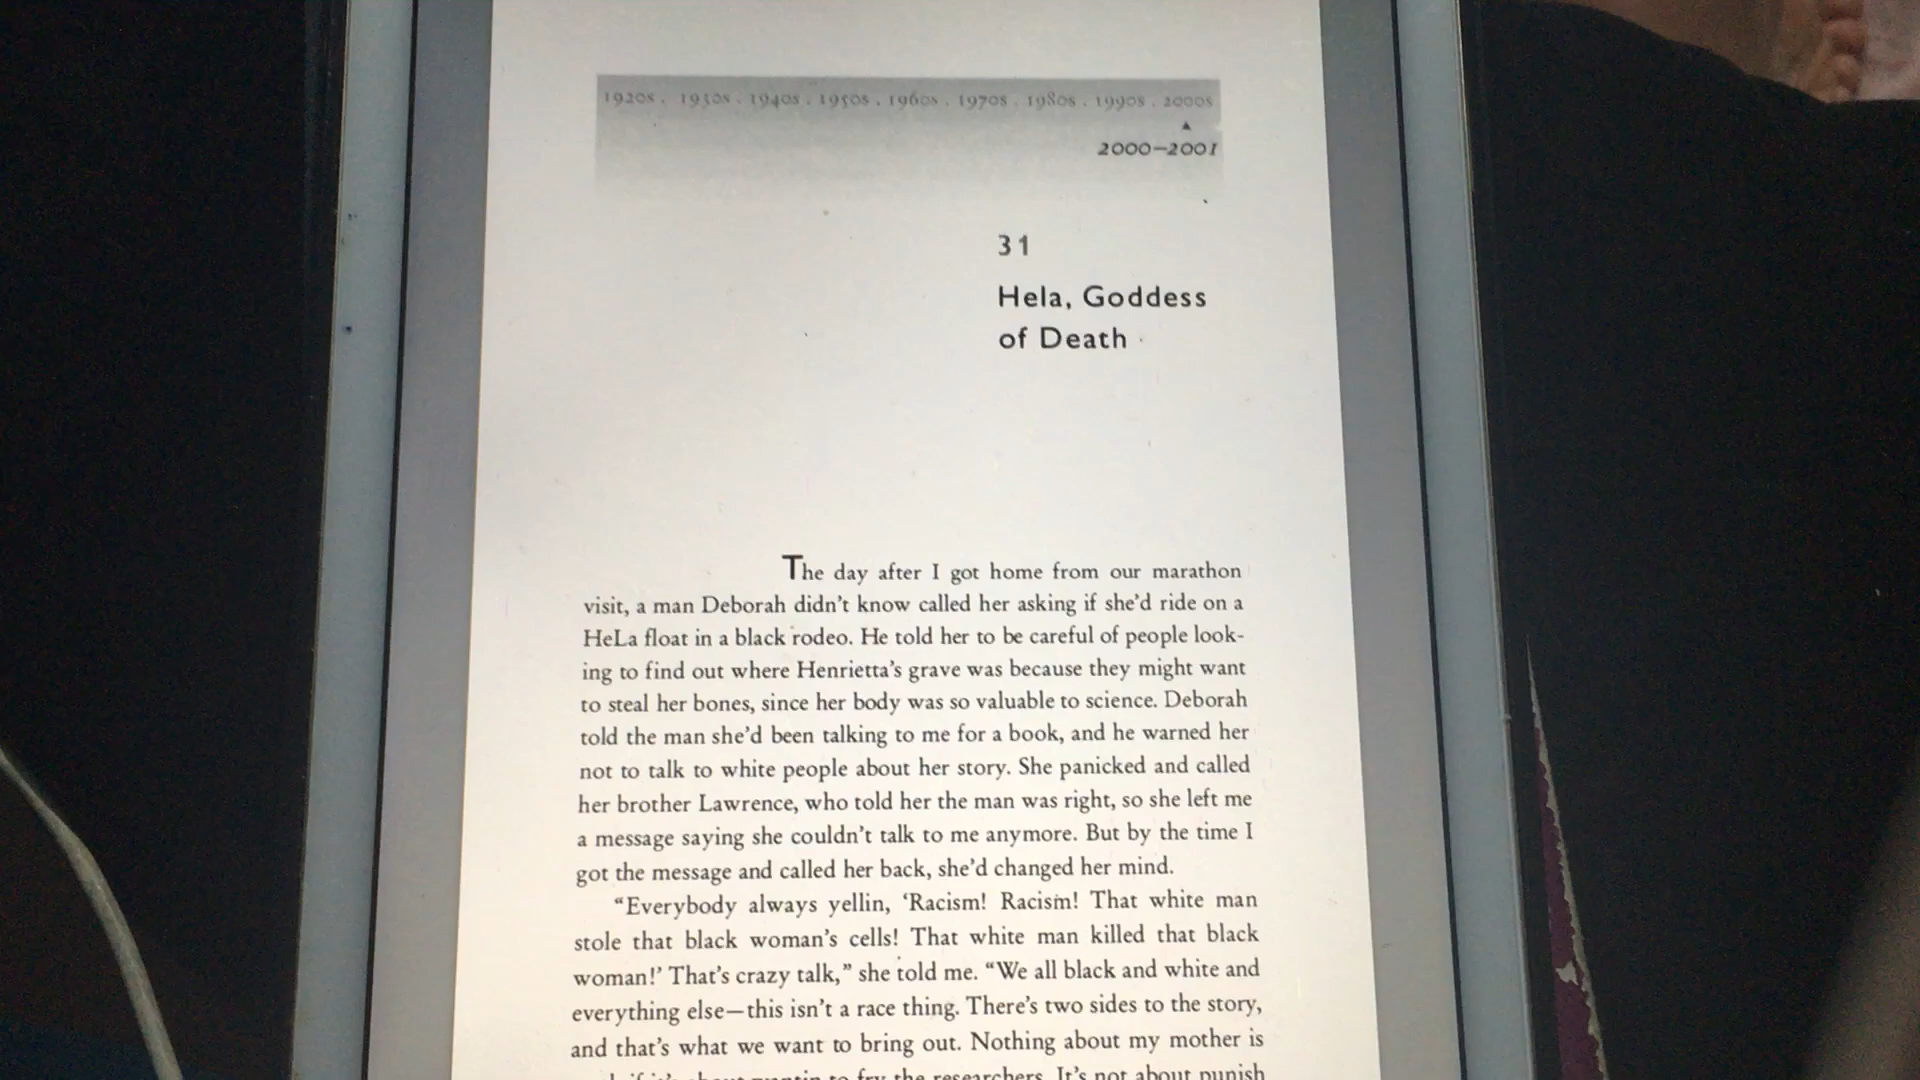 1920s . 1930s . 1940s . 1950s . 1960s . 1970s . 1980s . 1990s . 2000s
2000–2001
31
Hela, Goddess
of Death
The day after I got home from our marathon
visit, a man Deborah didn’t know called her asking if she’d ride on a
HeLa float in a black rodeo. He told her to be careful of people look-
ing to find out where Henrietta’s grave was because they might want
to steal her bones, since her body was so valuable to science. Deborah
told the man she’d been talking to me for a book, and he warned her
not to talk to white people about her story. She panicked and called
her brother Lawrence, who told her the man was right, so she left me
a message saying she couldn’t talk to me anymore. But by the time I
got the message and called her back, she’d changed her mind.
“Everybody always yellin, ‘Racism! Racism! That white man
stole that black woman’s cells! That white man killed that black
woman!’ That’s crazy talk,” she told me. “We all black and white and
everything else—this isn’t a race thing. There’s two sides to the story,
and that’s what we want to bring out. Nothing about my mother is
to fry the researchers. It’s not about punish